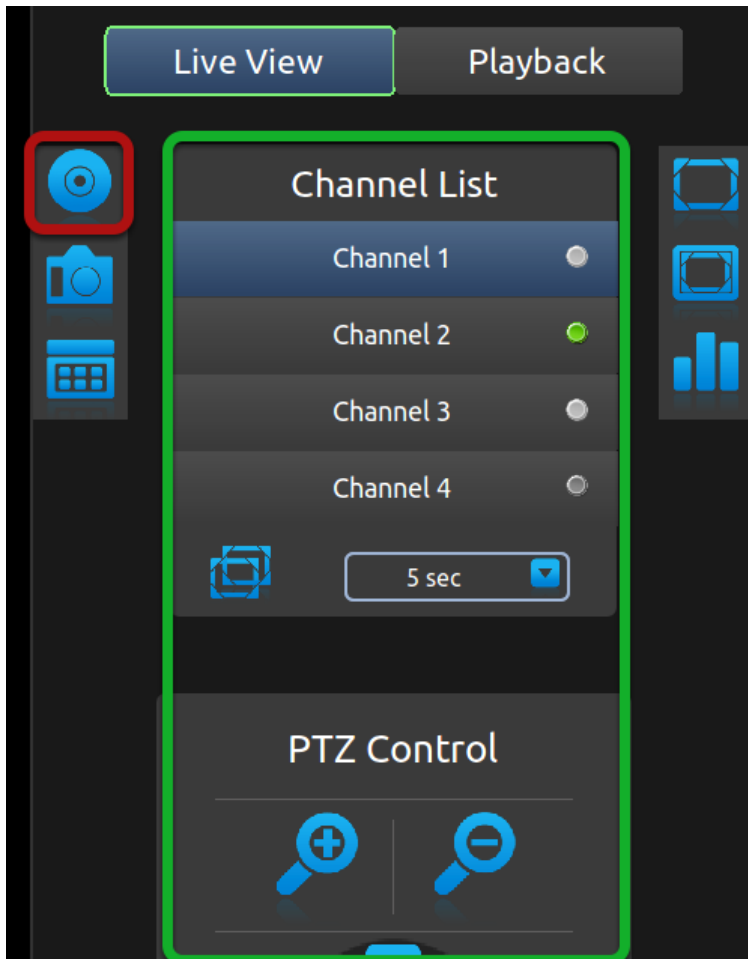 Live View Playback
Channel List
Channel 1
Channel 2
Channel 3
Channel 4
5 sec
PTZ Control